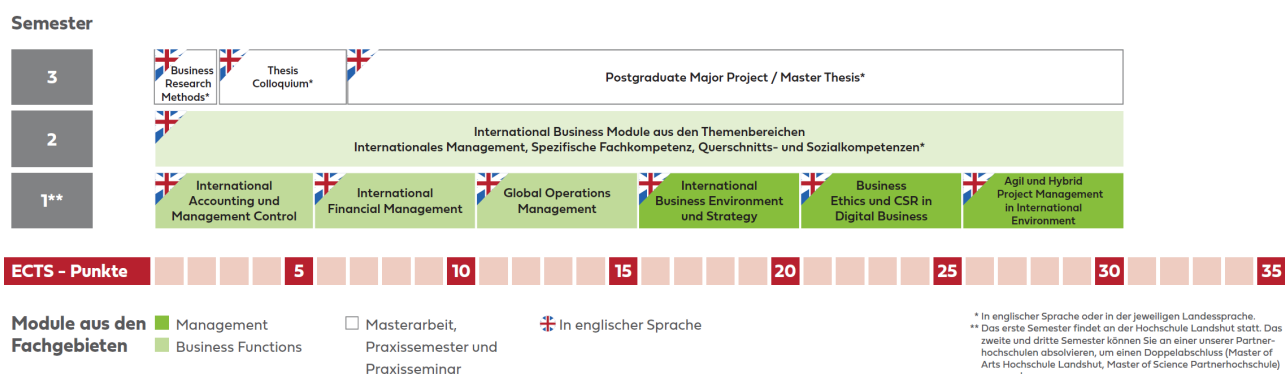 Semester
3
Business
Research
Methods*
Thesis
Colloquium*
Postgraduate Major Project / Master Thesis*
2
International Business Module aus den Themenbereichen
Internationales Management, Spezifische Fachkompetenz, Querschnitts- und Sozialkompetenzen*
1**
International
Accounting und
Management Control
International
Financial Management
Global Operations
Management
International
Business Environment
und Strategy
Business
Ethics und CSR in
Digital Business
Agil und Hybrid
Project Management
in International
Environment
ECTS - Punkte 5 10 15 20 25 30 35
Module aus den
Fachgebieten
Management
Business Functions
Masterarbeit,
Praxissemester und
Praxisseminar
In englischer Sprache
* In englischer Sprache oder in der jeweiligen Landessprache.
** Das erste Semester findet an der Hochschule Landshut statt. Das
zweite und dritte Semester können Sie an einer unserer Partner-
hochschulen absolvieren, um einen Doppelabschluss (Master of
Arts Hochschule Landshut, Master of Science Partnerhochschule)